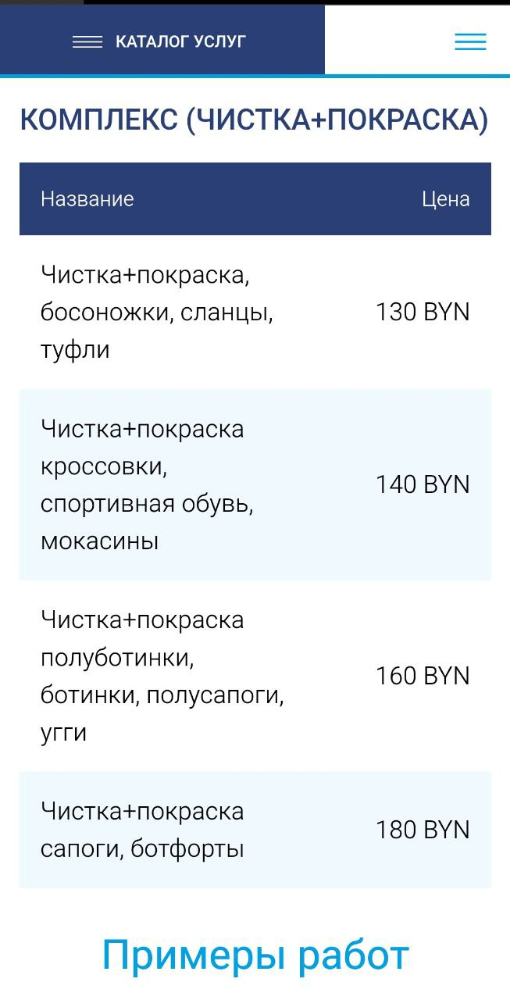 КАТАЛОГ УСЛУГ
КОМПЛЕКС (ЧИСТКА+ПОКРАСКА)
Название Цена
Чистка+покраска,
босоножки, сланцы,
туфли
130 BYN
Чистка+покраска
кроссовки,
спортивная обувь,
мокасины
140 BYN
Чистка+покраска
полуботинки,
ботинки, полусапоги,
угги
160 BYN
Чистка+покраска
сапоги, ботфорты
180 BYN
Примеры работ